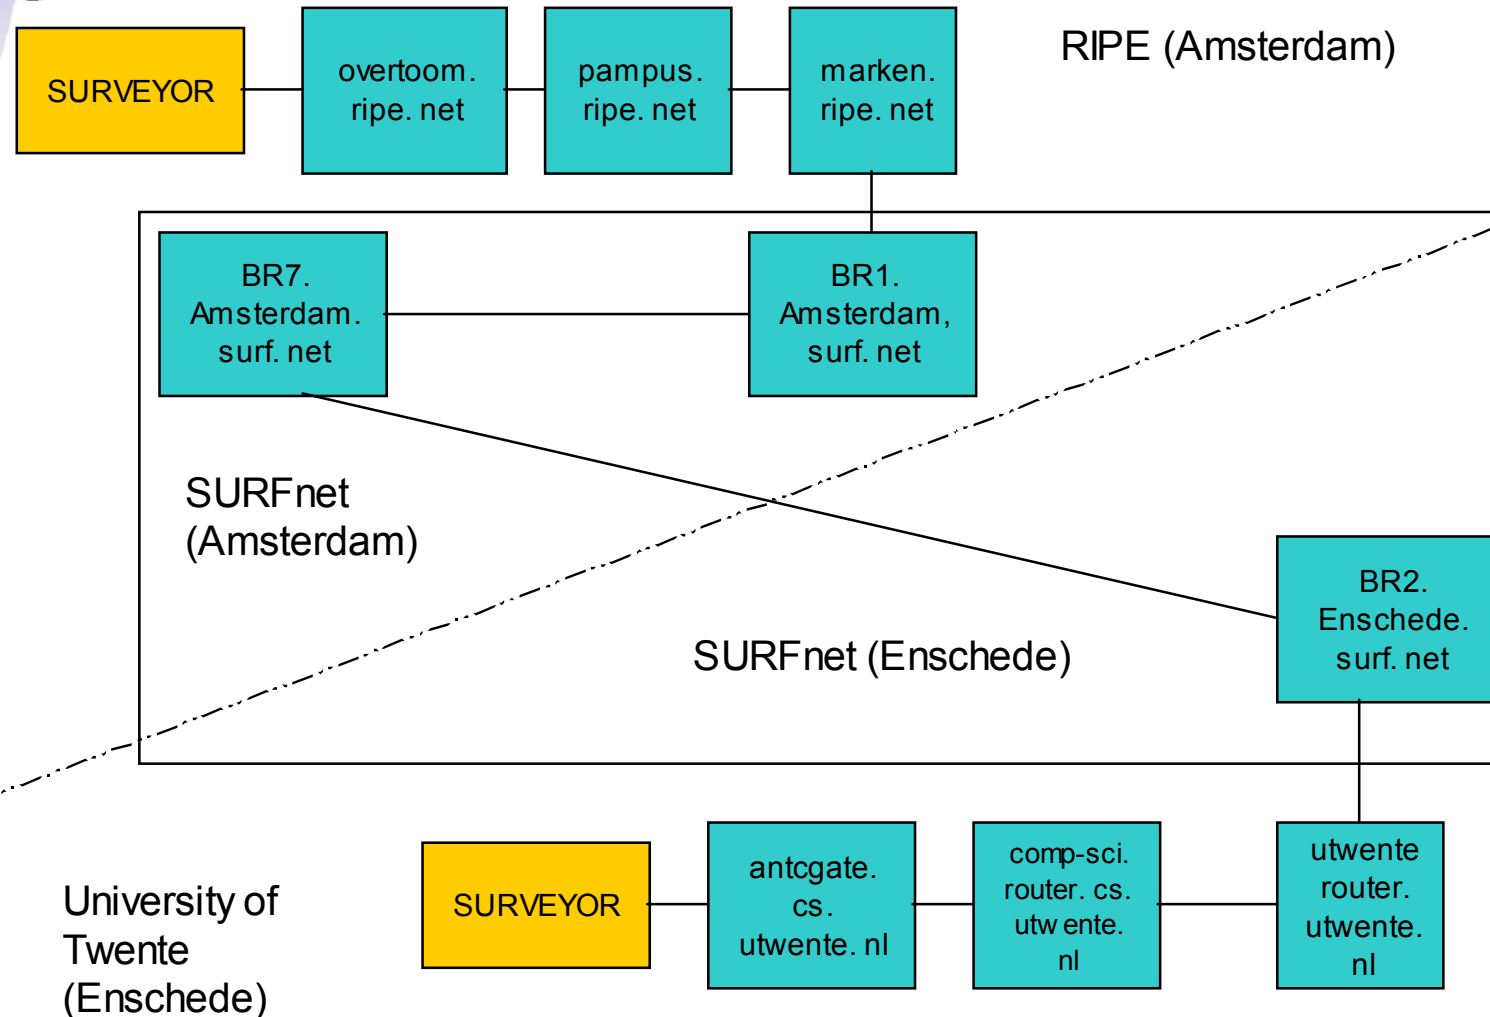 RIPE (Amsterdam)
SURVEYOR
overtoom.
ripe. net
pampus.
ripe. net
marken.
ripe. net
BR7.
Amsterdam.
surf. net
BR1.
Amsterdam,
surf. net
SURFnet
(Amsterdam)
SURFnet (Enschede)
BR2.
Enschede.
surf. net
University of
Twente
(Enschede)
SURVEYOR
antcgate.
cs.
utwente. nl
comp-sci.
router. cs.
utwente.
nl
utwente
router.
utwente.
nl